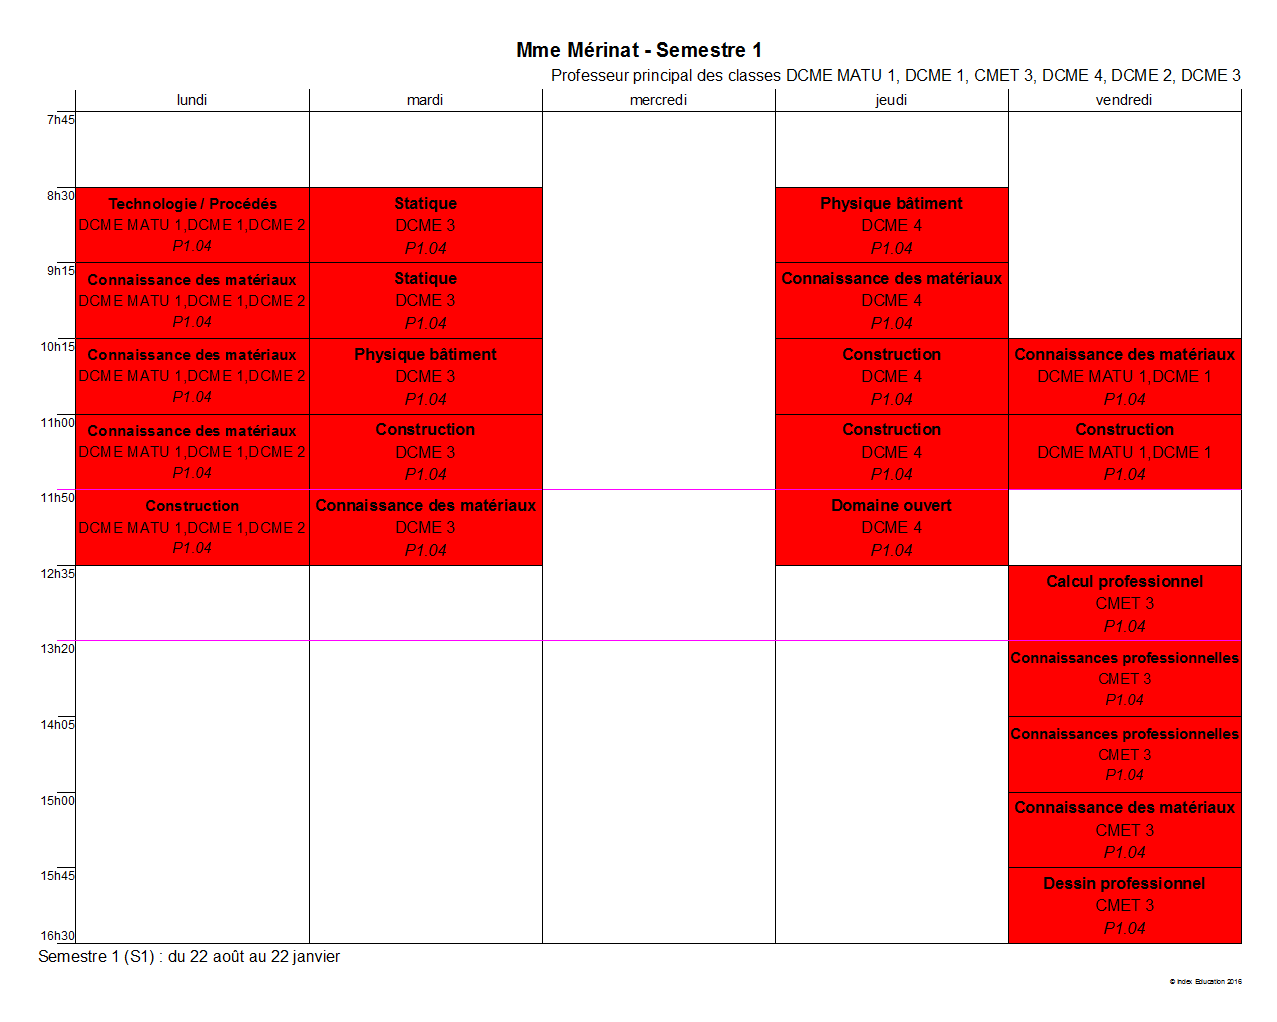 Mme Mérinat - Semestre 1
Professeur principal des classes DCME MATU 1, DCME 1, CMET 3, DCME 4, DCME 2, DCME 3
lundi mardi mercredi jeudi vendredi
7h45
8h30
Technologie / Procédés Statique Physique bâtiment
DCME MATU 1,DCME 1,DCME 2 DCME 3 DCME 4
P1.04 P1.04 P1.04
9h15
Connaissance des matériaux Statique Connaissance des matériaux
DCME MATU 1,DCME 1,DCME 2 DCME 3 DCME 4
P1.04 P1.04 P1.04
10h15
Connaissance des matériaux Physique bâtiment Construction Connaissance des matériaux
DCME MATU 1,DCME 1,DCME 2 DCME 3 DCME 4 DCME MATU 1,DCME 1
P1.04 P1.04 P1.04 P1.04
11h00
Connaissance des matériaux Construction Construction Construction
DCME MATU 1,DCME 1,DCME 2 DCME 3 DCME 4 DCME MATU 1,DCME 1
P1.04 P1.04 P1.04 P1.04
11h50
Construction Connaissance des matériaux Domaine ouvert
DCME MATU 1,DCME 1,DCME 2 DCME 3 DCME 4
P1.04 P1.04 P1.04
12h35
Calcul professionnel
CMET 3
P1.04
13h20
Connaissances professionnelles
CMET 3
P1.04
14h05
Connaissances professionnelles
CMET 3
P1.04
15h00
Connaissance des matériaux
CMET 3
P1.04
15h45
Dessin professionnel
CMET 3
P1.04
16h30
Semestre 1 (S1) : du 22 août au 22 janvier
© Index Education 2016